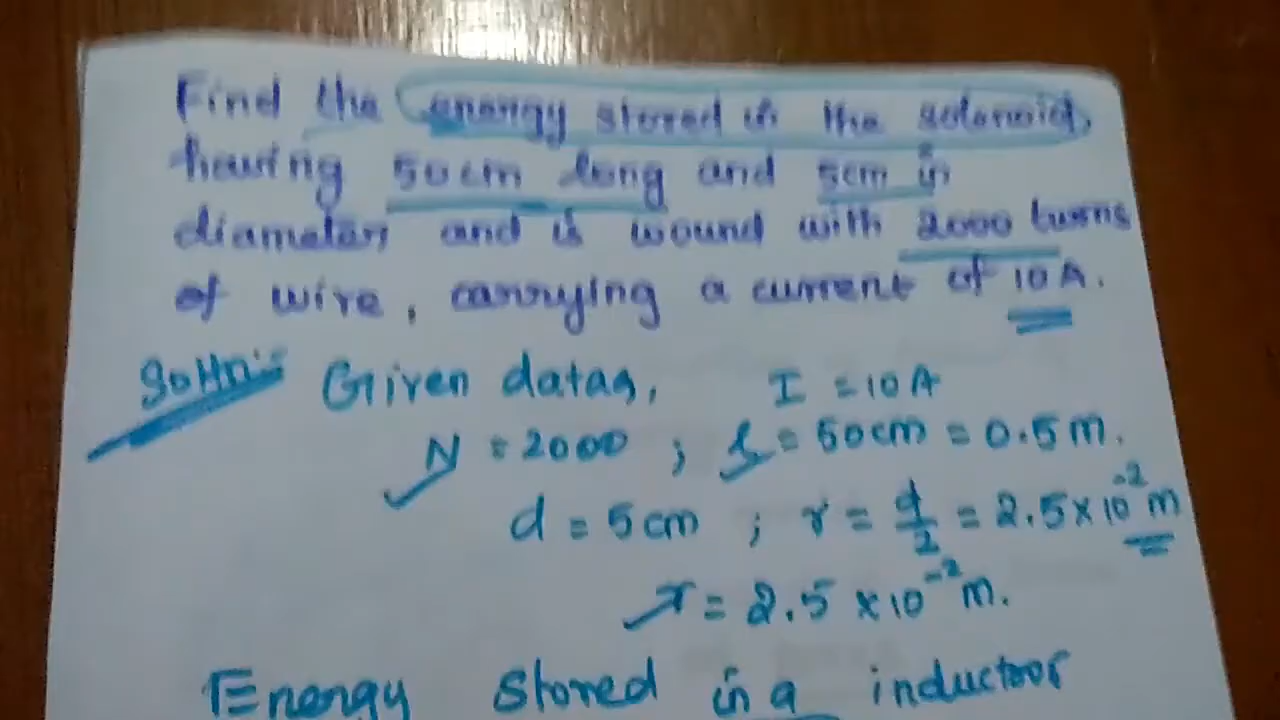 Find the energy stored in the solenoid,
having 50cm long and 5cm in
diameter and is wound with 2000 turns
of wire, carrying a current of 10A.
Soltn:- Given datas, I = 10A
N = 2000 ; l = 50cm = 0.5m.
d = 5cm ; r = d/2 = 2.5×10⁻² m
r = 2.5 ×10⁻² m.
Energy stored in a inductor